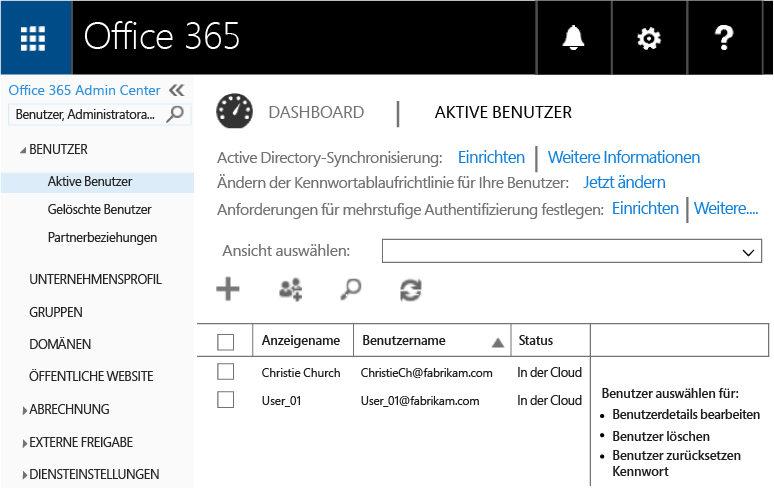 Office 365
?
Office 365 Admin Center
Benutzer, Administratora...
BENUTZER
Aktive Benutzer
Gelöschte Benutzer
Partnerbeziehungen
UNTERNEHMENSPROFIL
GRUPPEN
DOMÄNEN
ÖFFENTLICHE WEBSITE
ABRECHNUNG
EXTERNE FREIGABE
DIENSTEINSTELLUNGEN
DASHBOARD | AKTIVE BENUTZER
Active Directory-Synchronisierung: Einrichten | Weitere Informationen
Ändern der Kennwortablaufrichtlinie für Ihre Benutzer: Jetzt ändern
Anforderungen für mehrstufige Authentifizierung festlegen: Einrichten | Weitere....
Ansicht auswählen:
Anzeigename Benutzername Status
Christie Church ChristieCh@fabrikam.com In der Cloud
User_01 User_01@fabrikam.com In der Cloud
Benutzer auswählen für:
• Benutzerdetails bearbeiten
• Benutzer löschen
• Benutzer zurücksetzen
Kennwort